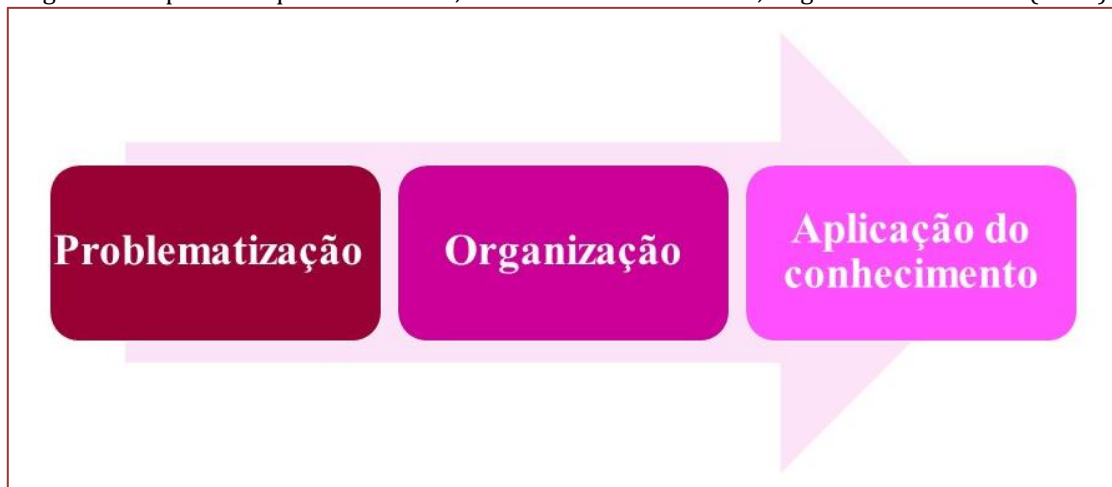 Problematização
Organização
Aplicação do
conhecimento